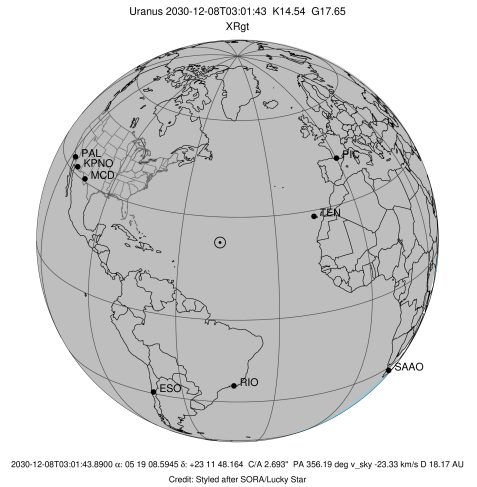 Uranus 2030-12-08T03:01:43 K14.54 G17.65
XRgt
PAL
KPNO
MCD
PIC
TEN
SAAO
ESO
RIO
2030-12-08T03:01:43.8900 α: 05 19 08.5945 δ: +23 11 48.164 C/A 2.693" PA 356.19 deg v_sky -23.33 km/s D 18.17 AU
Credit: Styled after SORA/Lucky Star